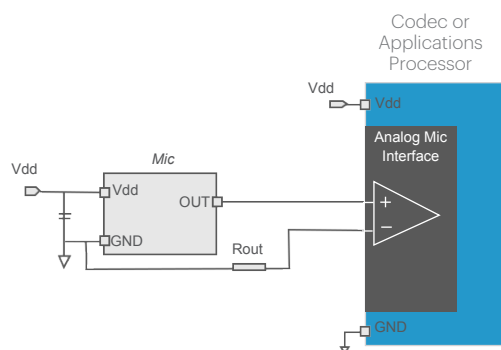 Codec or
Applications
Processor
Vdd
Vdd
Analog Mic
Interface
Mic
Vdd
Vdd
OUT
+
GND
Rout
−
GND